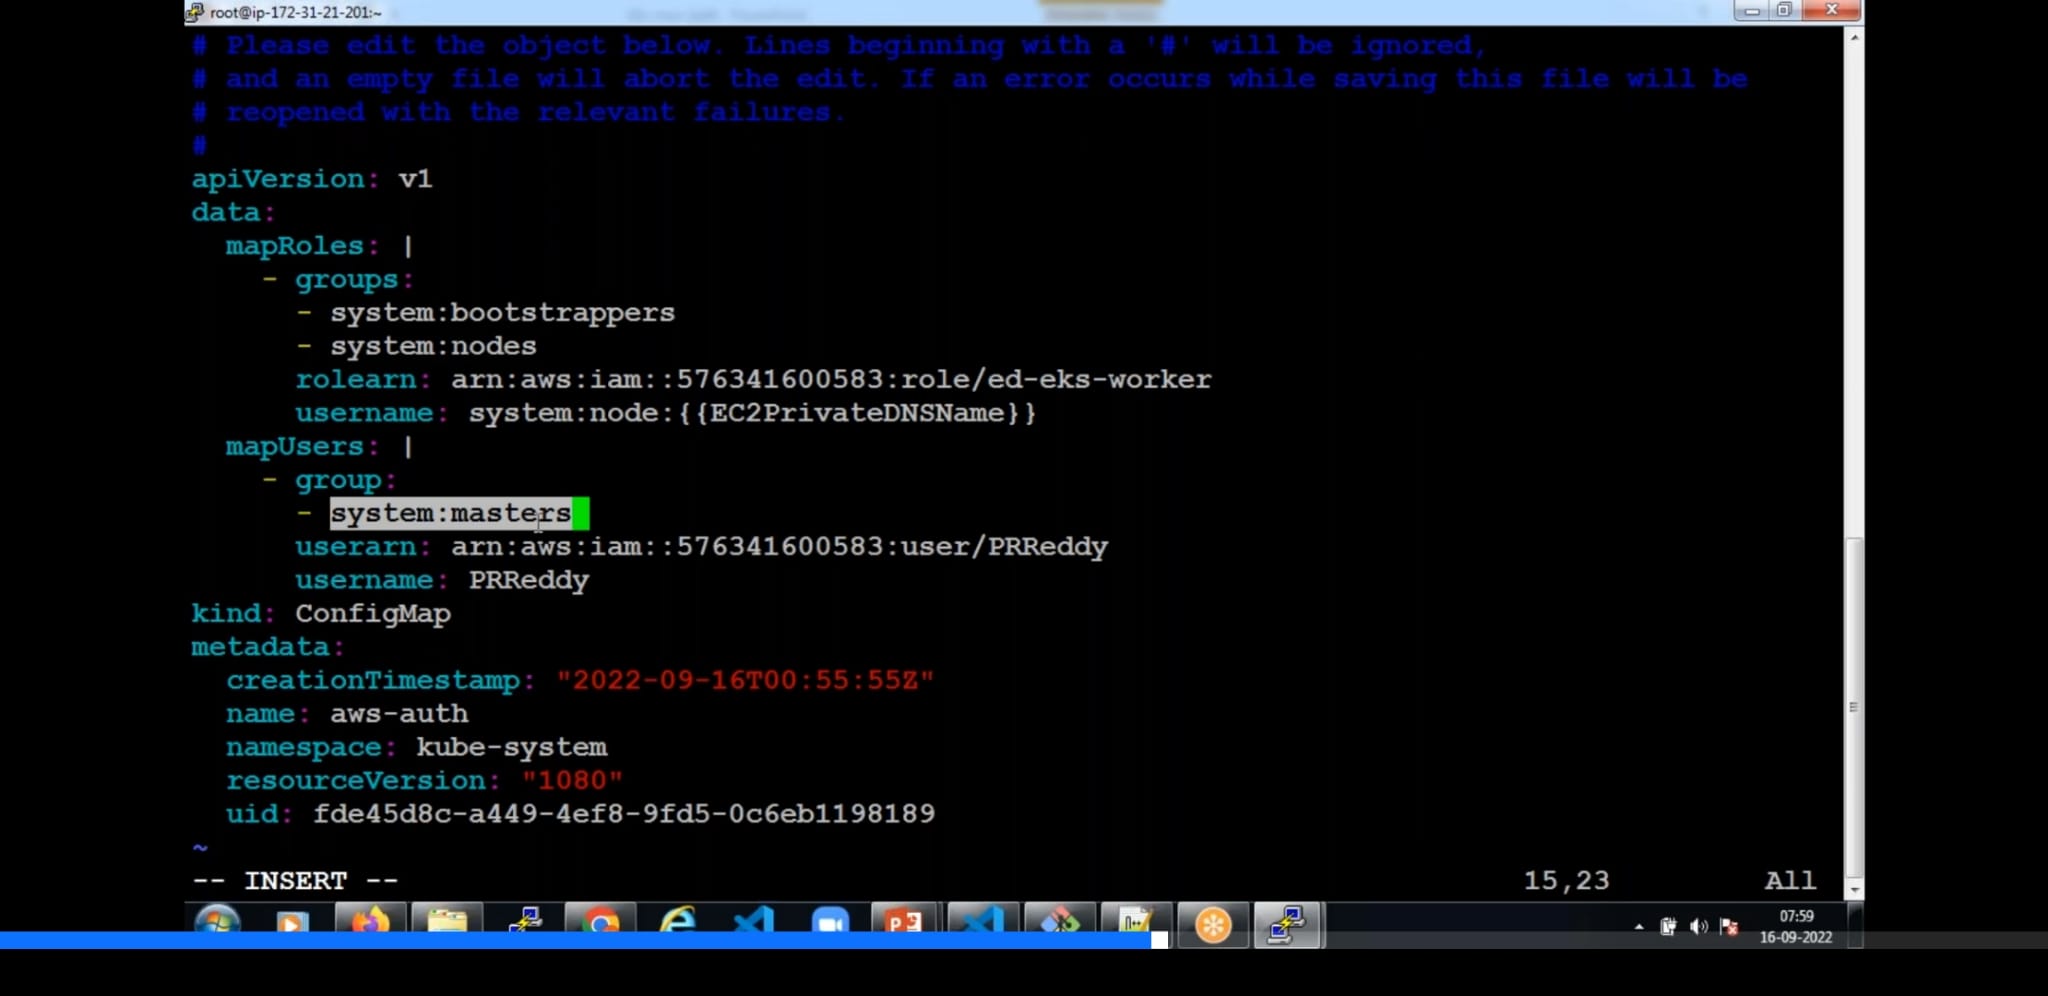 root@ip-172-31-21-201:~
# Please edit the object below. Lines beginning with a '#' will be ignored,
# and an empty file will abort the edit. If an error occurs while saving this file will be
# reopened with the relevant failures.
#
apiVersion: v1
data:
  mapRoles: |
    - groups:
      - system:bootstrappers
      - system:nodes
      rolearn: arn:aws:iam::576341600583:role/ed-eks-worker
      username: system:node:{{EC2PrivateDNSName}}
  mapUsers: |
    - group:
      - system:masters
      userarn: arn:aws:iam::576341600583:user/PRReddy
      username: PRReddy
kind: ConfigMap
metadata:
  creationTimestamp: "2022-09-16T00:55:55Z"
  name: aws-auth
  namespace: kube-system
  resourceVersion: "1080"
  uid: fde45d8c-a449-4ef8-9fd5-0c6eb1198189
~
-- INSERT -- 15,23 All
07:59
16-09-2022